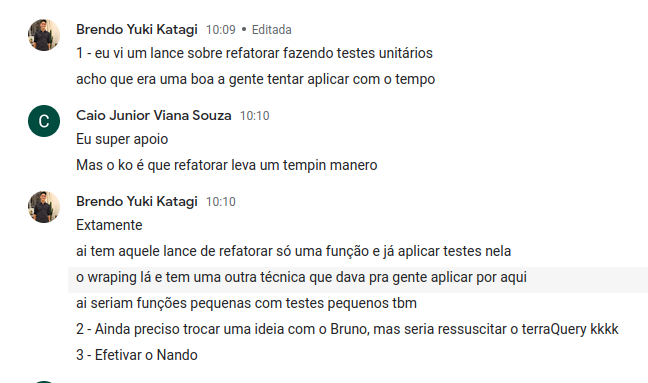 Brendo Yuki Katagi 10:09 • Editada
1 - eu vi um lance sobre refatorar fazendo testes unitários
acho que era uma boa a gente tentar aplicar com o tempo
C Caio Junior Viana Souza 10:10
Eu super apoio
Mas o ko é que refatorar leva um tempin manero
Brendo Yuki Katagi 10:10
Extamente
ai tem aquele lance de refatorar só uma função e já aplicar testes nela
o wraping lá e tem uma outra técnica que dava pra gente aplicar por aqui
ai seriam funções pequenas com testes pequenos tbm
2 - Ainda preciso trocar uma ideia com o Bruno, mas seria ressuscitar o terraQuery kkkk
3 - Efetivar o Nando